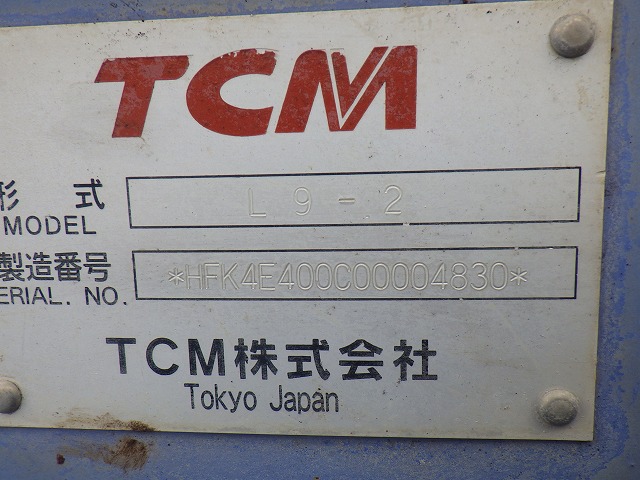 TCM
形 式 L 9 - 2
MODEL
製造番号 *HFK4E400C00004830*
ERIAL. NO.
TCM株式会社
Tokyo Japan